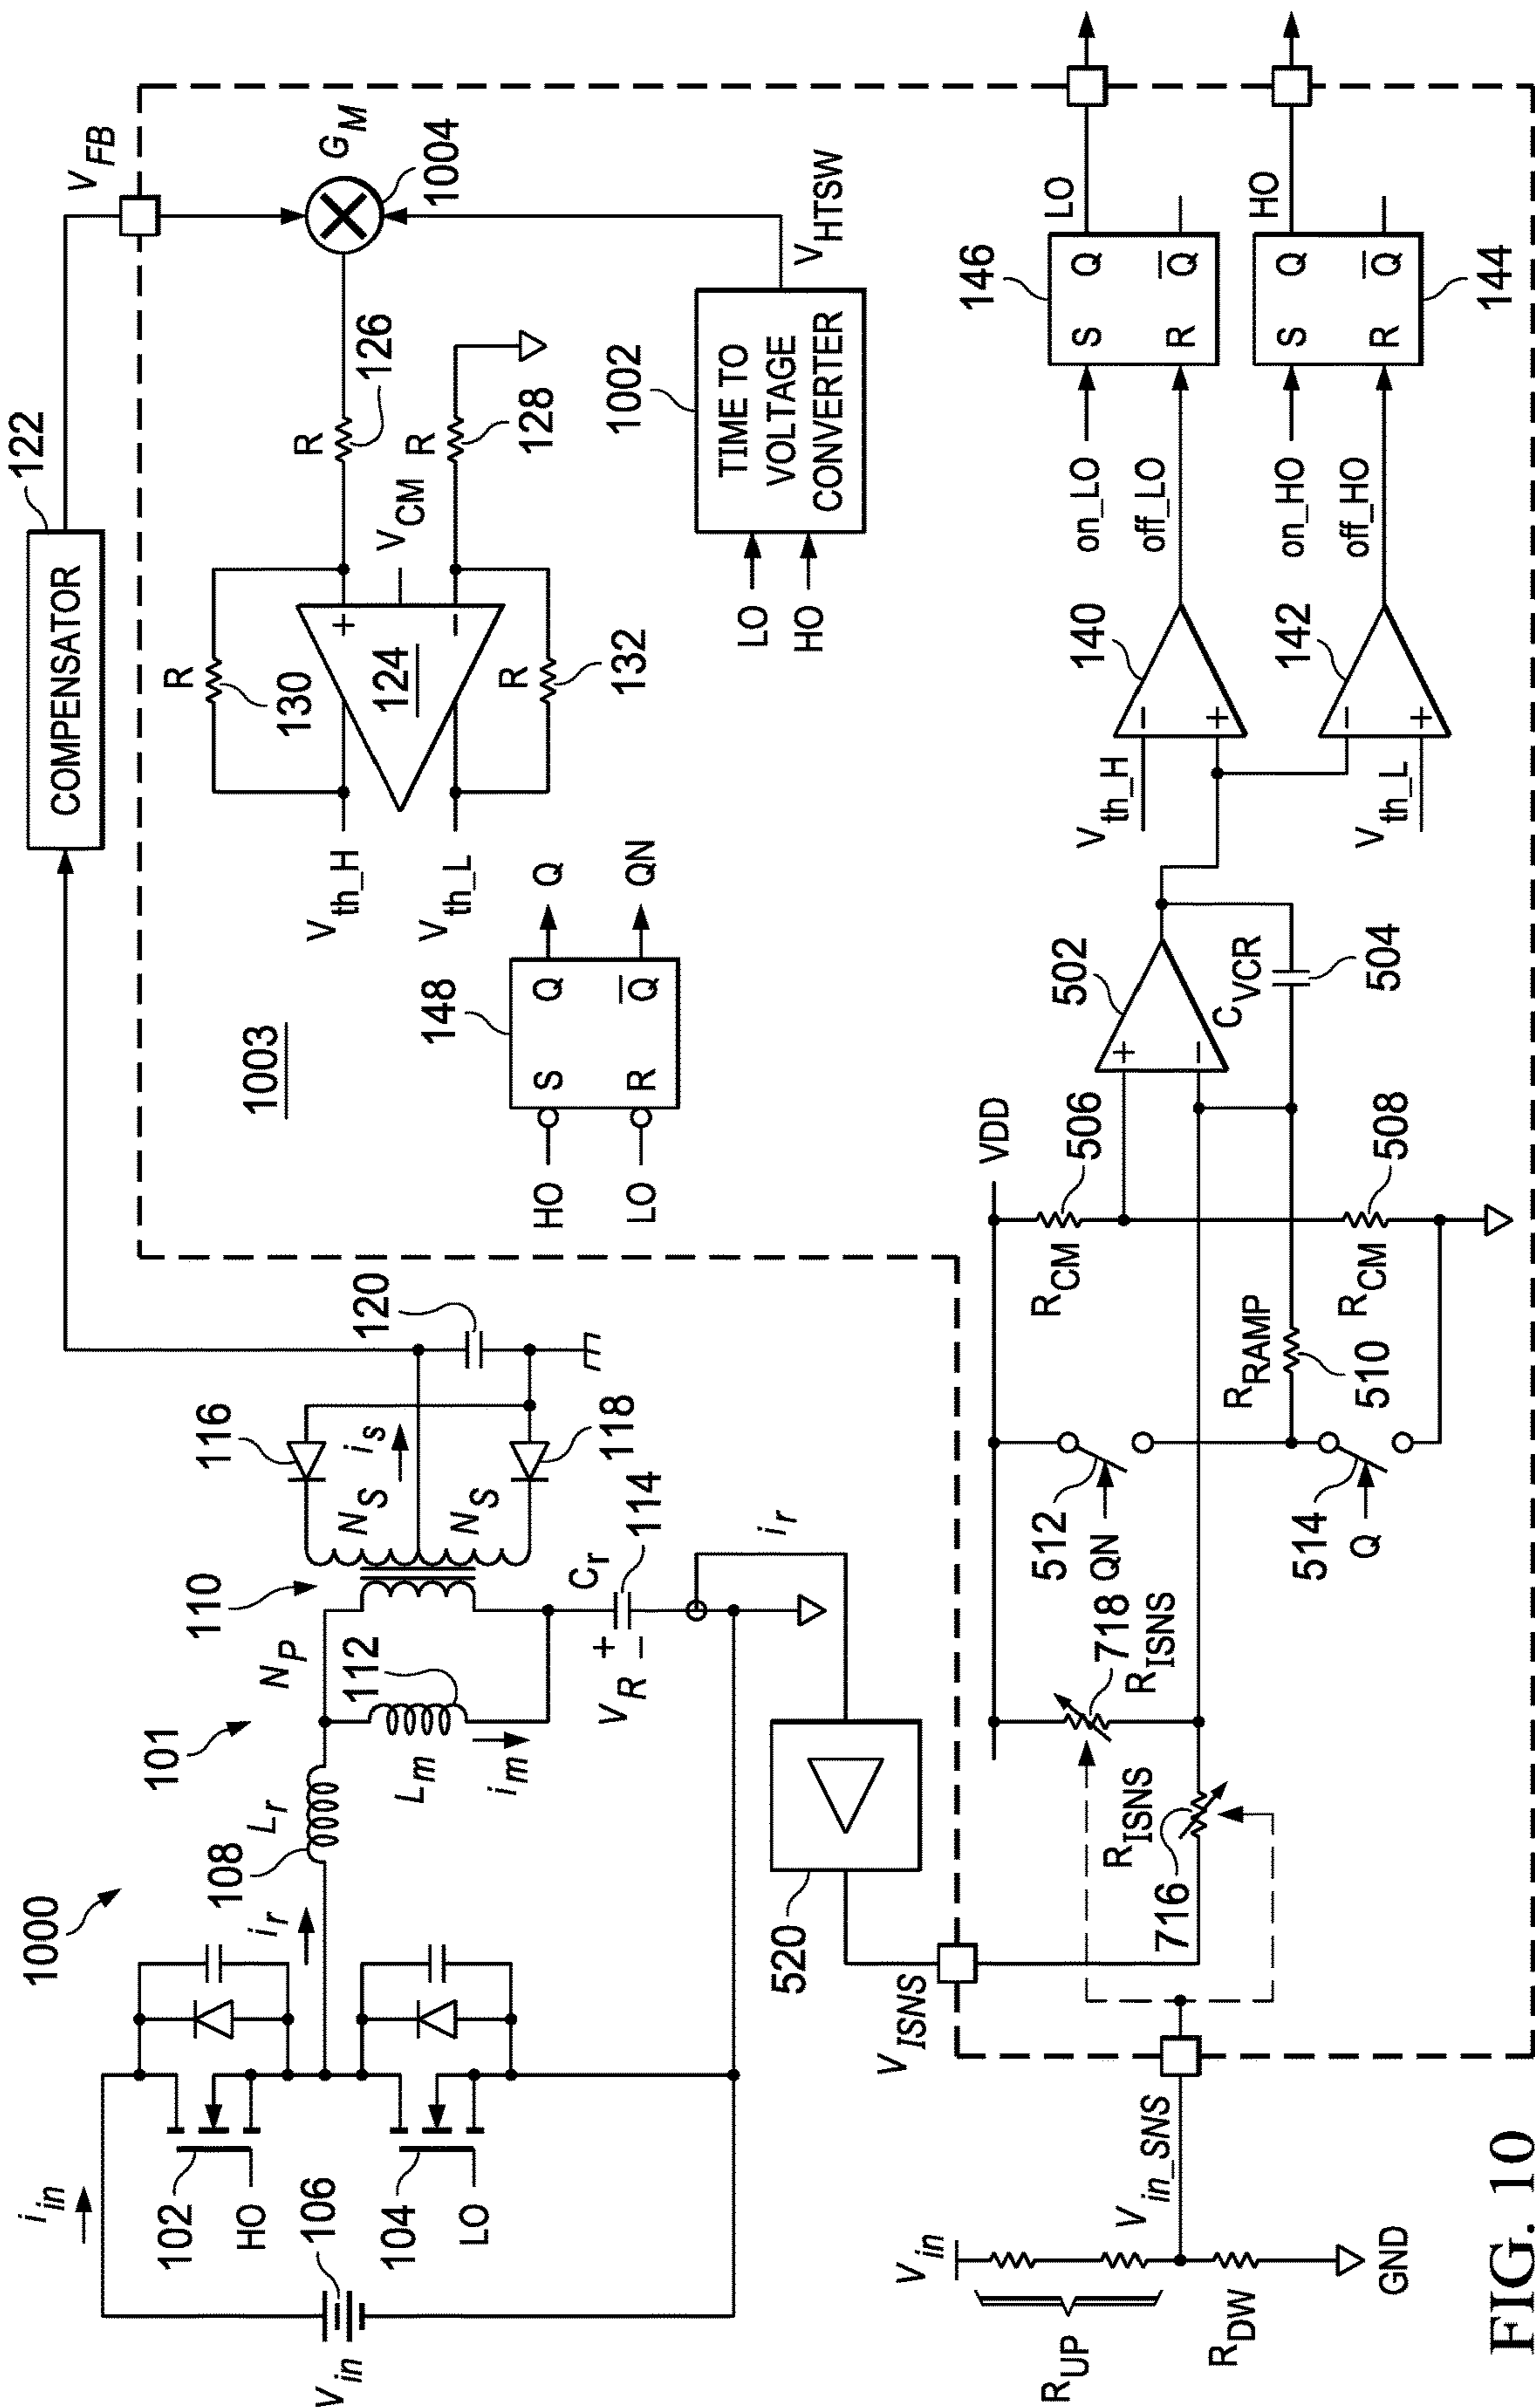 1000
101
i_in
V_in
106
102
HO
104
LO
i_r
108
L_r
L_m
i_m
112
N_P
110
N_S
N_S
i_s
116
118
120
C_r
114
V_R
+
−
i_r
520
122
COMPENSATOR
V_FB
G_M
1004
1003
R
130
R
126
V_CM
R
128
124
+
−
R
132
V_th_H
V_th_L
148
HO
LO
S
R
Q
Q̅
Q
QN
1002
TIME TO
VOLTAGE
CONVERTER
LO
HO
V_HTSW
V_in
R_UP
R_DW
GND
V_in_SNS
V_ISNS
716
R_ISNS
718
R_ISNS
512
QN
514
Q
R_RAMP
510
VDD
R_CM
506
R_CM
508
502
+
−
C_VCR
504
V_th_H
V_th_L
140
−
+
142
−
+
on_LO
off_LO
on_HO
off_HO
146
S
R
Q
Q̅
LO
144
S
R
Q
Q̅
HO
FIG. 10